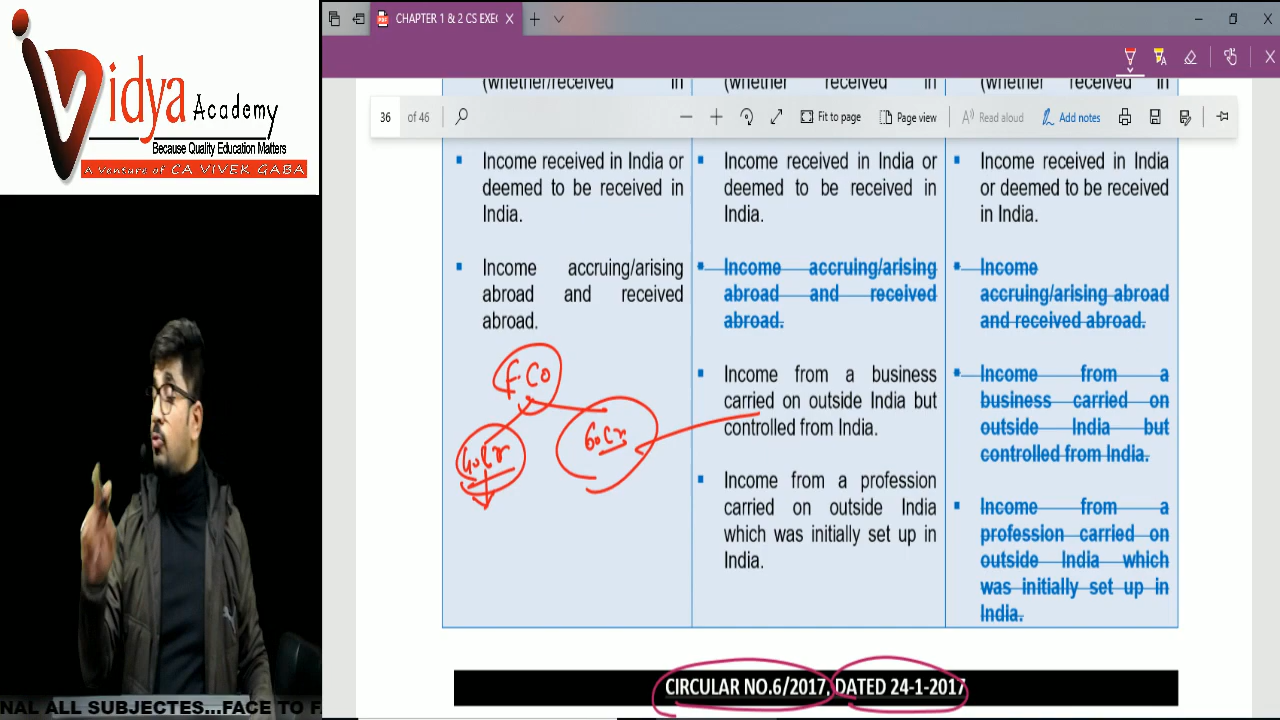 Vidya Academy
Because Quality Education Matters
A Venture of CA VIVEK GABA
CHAPTER 1 & 2 CS EXEC
36 of 46
Fit to page
Page view
Read aloud
Add notes
(whether/received in
(whether received in
(whether received in
▪ Income received in India or
deemed to be received in
India.
▪ Income accruing/arising
abroad and received
abroad.
F. Co
40 Cr
60 Cr
▪ Income received in India or
deemed to be received in
India.
▪ Income accruing/arising
abroad and received
abroad.
▪ Income from a business
carried on outside India but
controlled from India.
▪ Income from a profession
carried on outside India
which was initially set up in
India.
▪ Income received in India
or deemed to be received
in India.
▪ Income
accruing/arising abroad
and received abroad.
▪ Income from a
business carried on
outside India but
controlled from India.
▪ Income from a
profession carried on
outside India which
was initially set up in
India.
CIRCULAR NO.6/2017, DATED 24-1-2017
NAL ALL SUBJECTES...FACE TO F